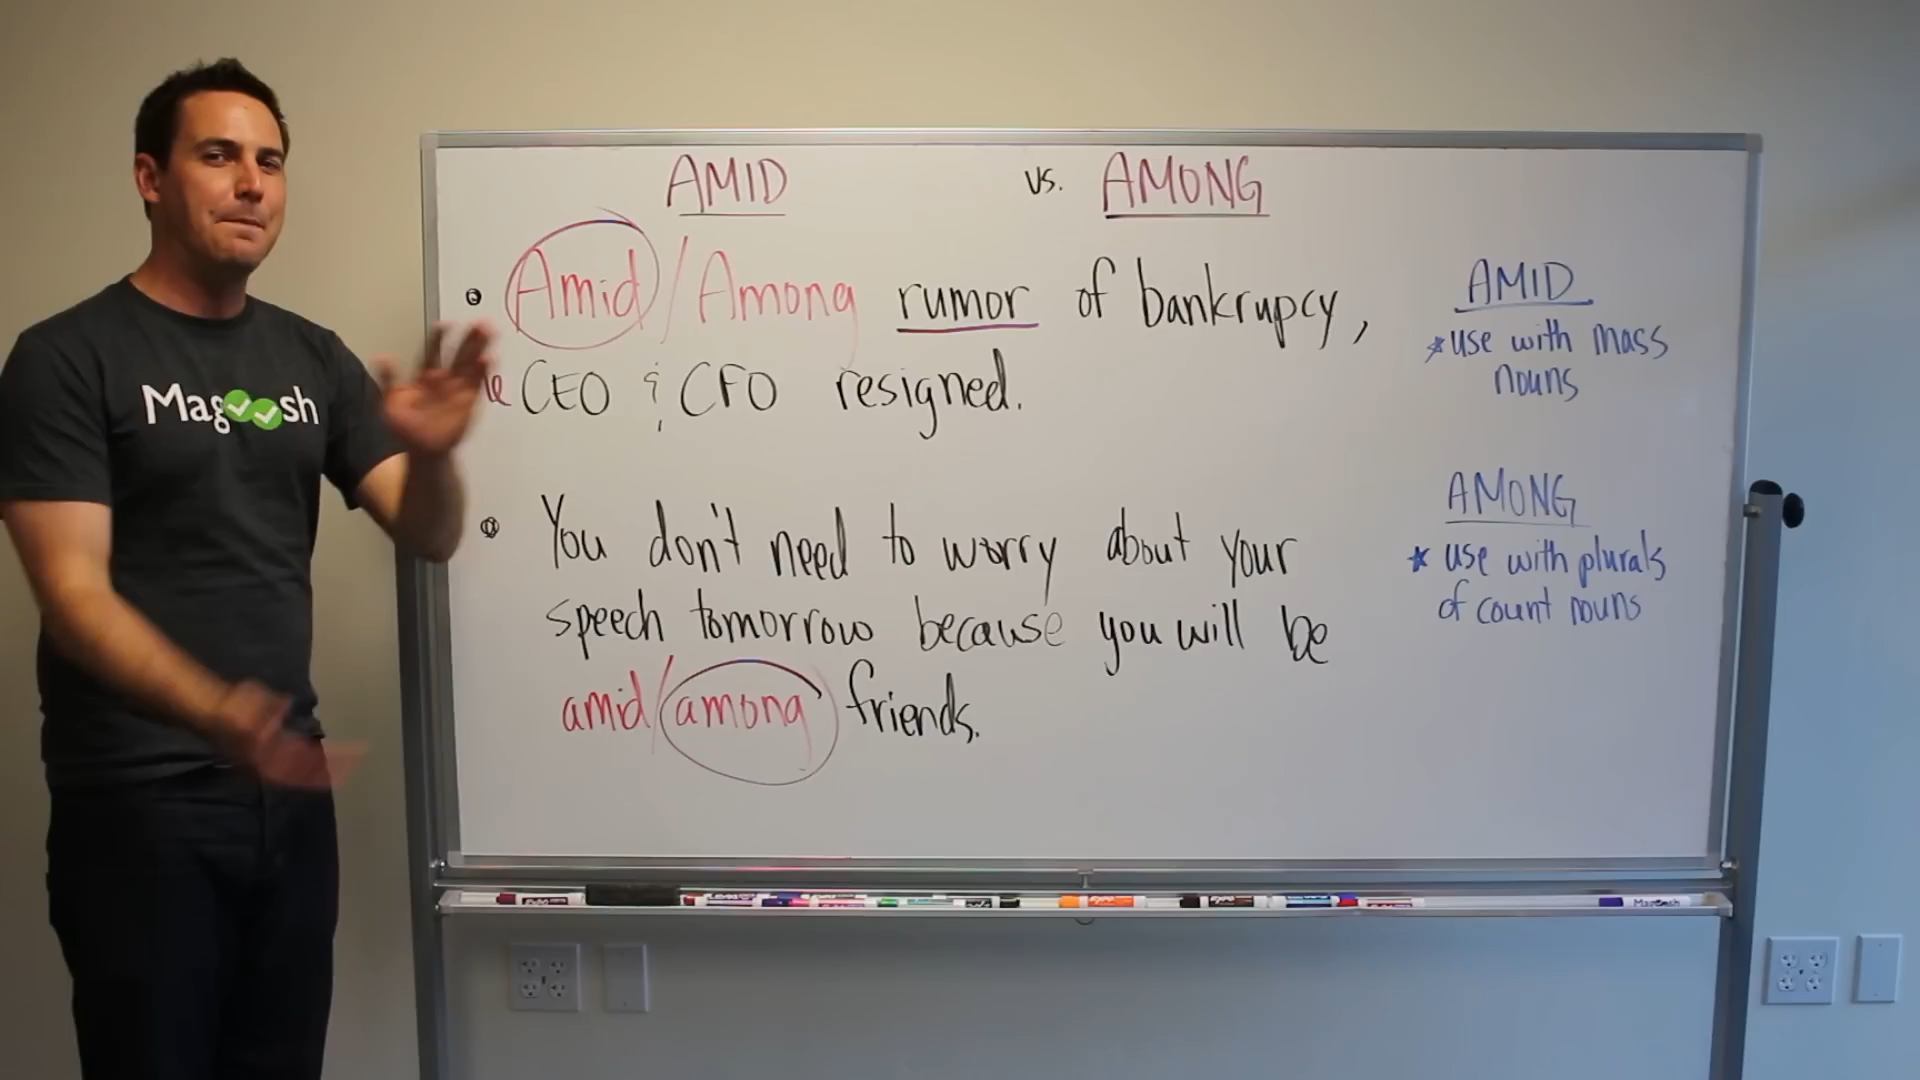 AMID vs. AMONG
Amid/Among rumor of bankrupcy,
CEO & CFO resigned.
You don't need to worry about your
speech tomorrow because you will be
amid/among friends.
AMID
*use with mass
nouns
AMONG
* use with plurals
of count nouns
Magoosh
Magoosh